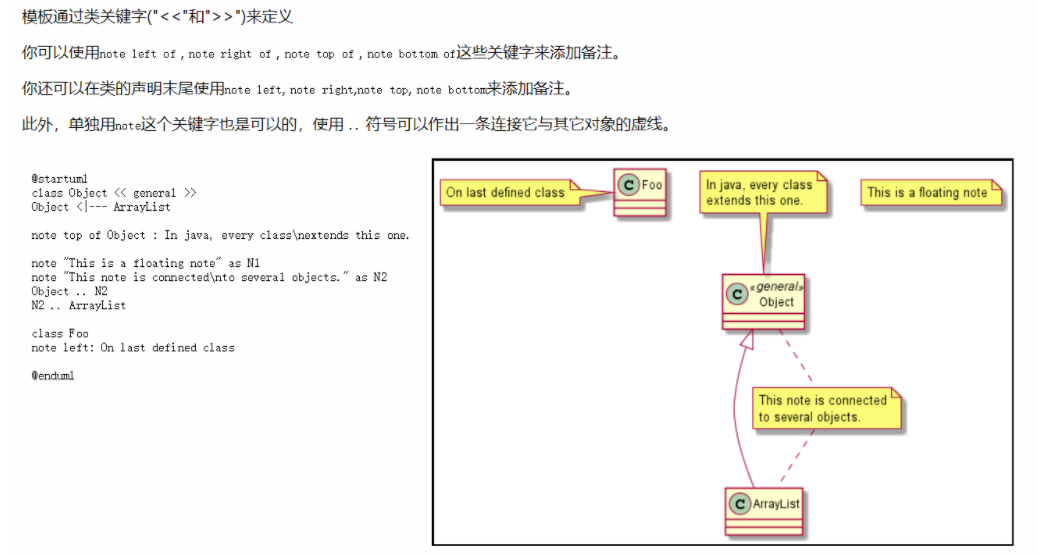 模板通过类关键字("<<"和">>")来定义
你可以使用note left of , note right of , note top of , note bottom of这些关键字来添加备注。
你还可以在类的声明末尾使用note left, note right,note top, note bottom来添加备注。
此外，单独用note这个关键字也是可以的，使用 .. 符号可以作出一条连接它与其它对象的虚线。
@startuml
class Object << general >>
Object <|--- ArrayList
note top of Object : In java, every class\nextends this one.
note "This is a floating note" as N1
note "This note is connected\nto several objects." as N2
Object .. N2
N2 .. ArrayList
class Foo
note left: On last defined class
@enduml
On last defined class
C Foo
In java, every class
extends this one.
This is a floating note
C «general»
Object
This note is connected
to several objects.
C ArrayList